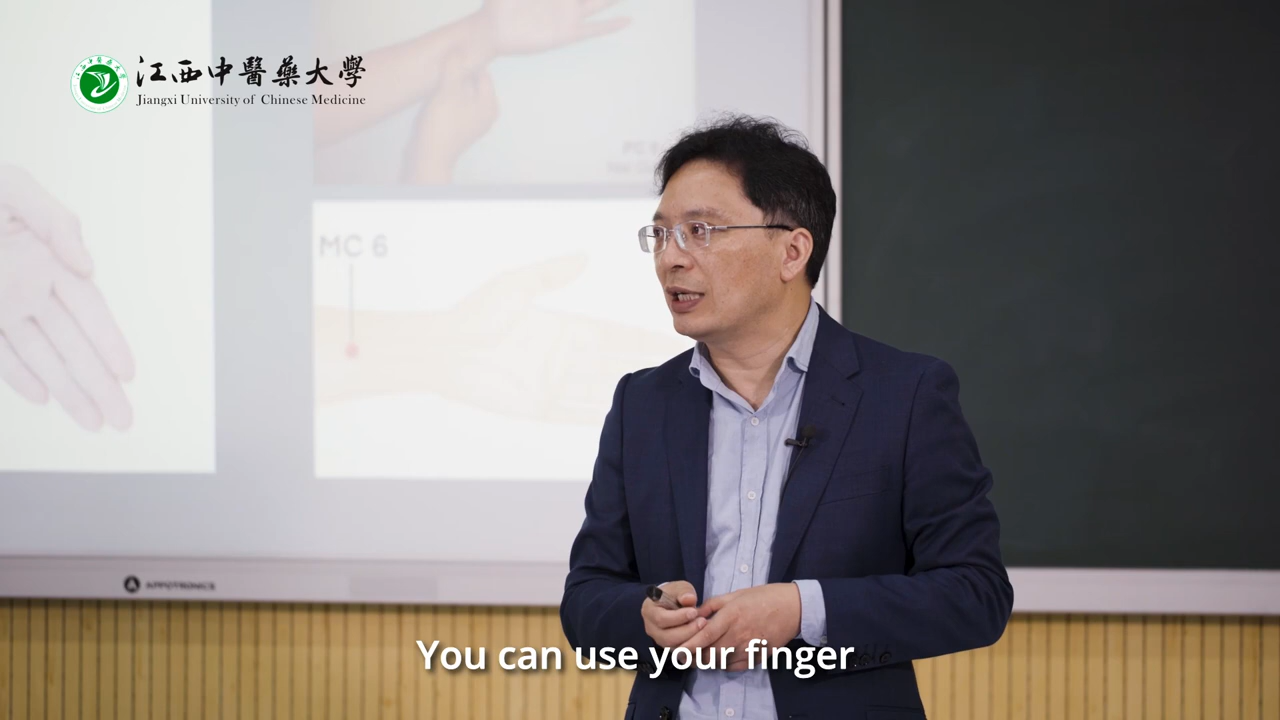 江西中醫藥大學
Jiangxi University of Chinese Medicine
MC 6
APPOTRONICS
You can use your finger